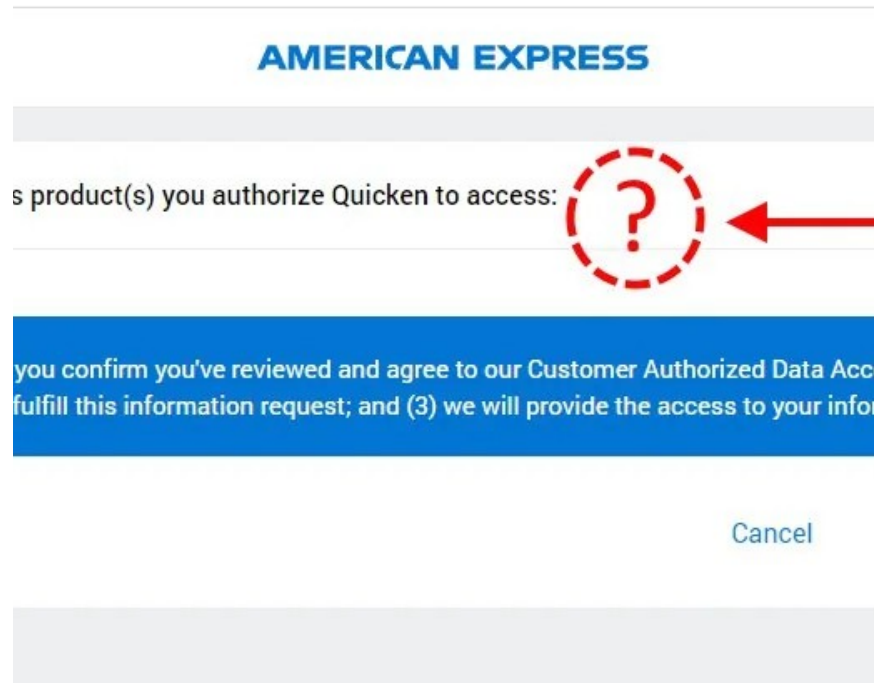 AMERICAN EXPRESS
s product(s) you authorize Quicken to access:
?
you confirm you've reviewed and agree to our Customer Authorized Data Acc
fulfill this information request; and (3) we will provide the access to your infor
Cancel